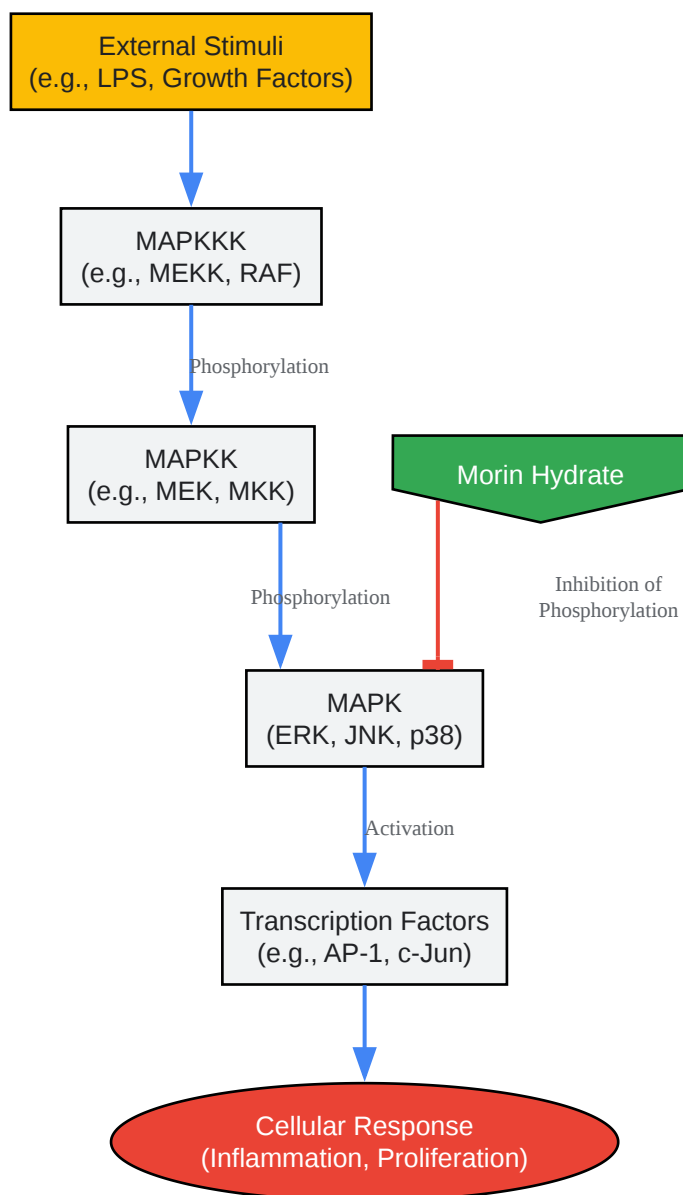 External Stimuli
(e.g., LPS, Growth Factors)
MAPKKK
(e.g., MEKK, RAF)
Phosphorylation
MAPKK
(e.g., MEK, MKK)
Morin Hydrate
Phosphorylation
Inhibition of
Phosphorylation
MAPK
(ERK, JNK, p38)
Activation
Transcription Factors
(e.g., AP-1, c-Jun)
Cellular Response
(Inflammation, Proliferation)